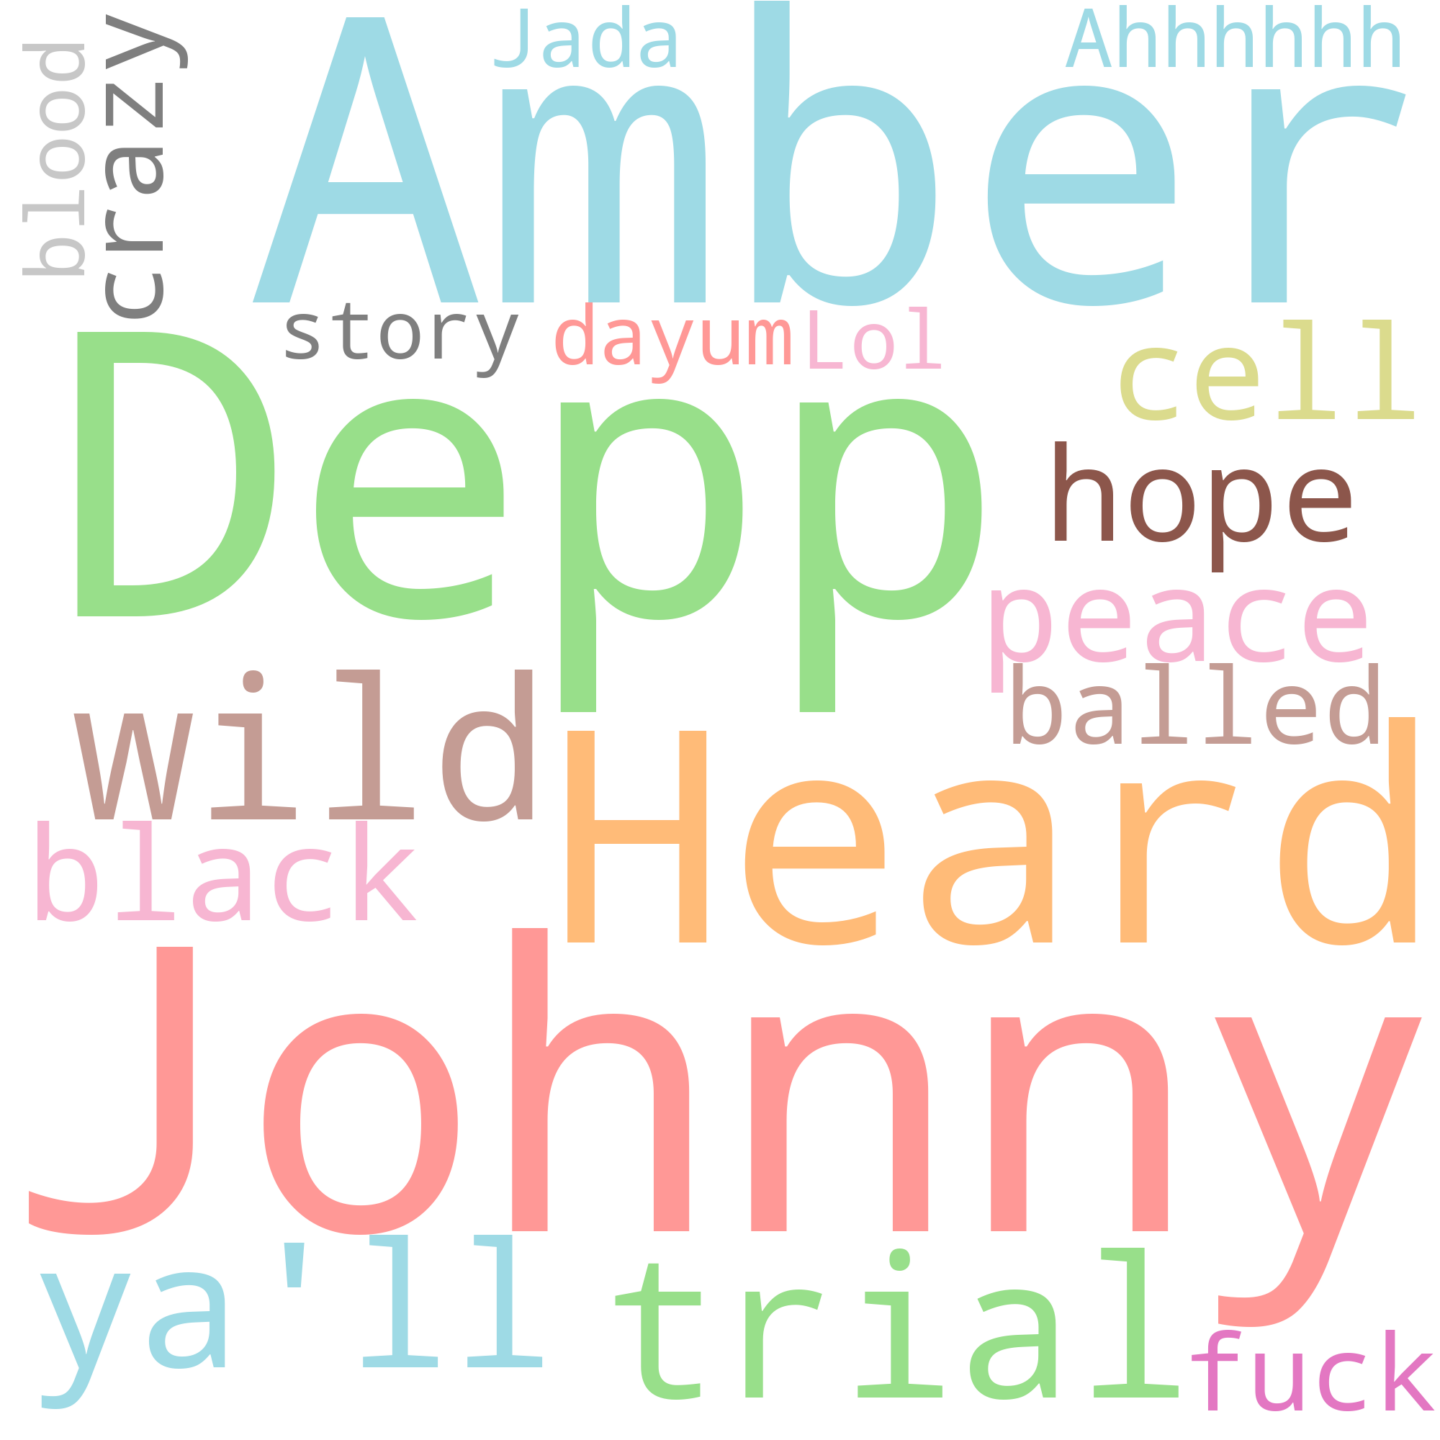 blood
crazy
Jada
Ahhhhhh
Amber
story
dayum
Lol
cell
Depp
hope
peace
balled
wild
Heard
black
Johnny
ya'll
trial
fuck